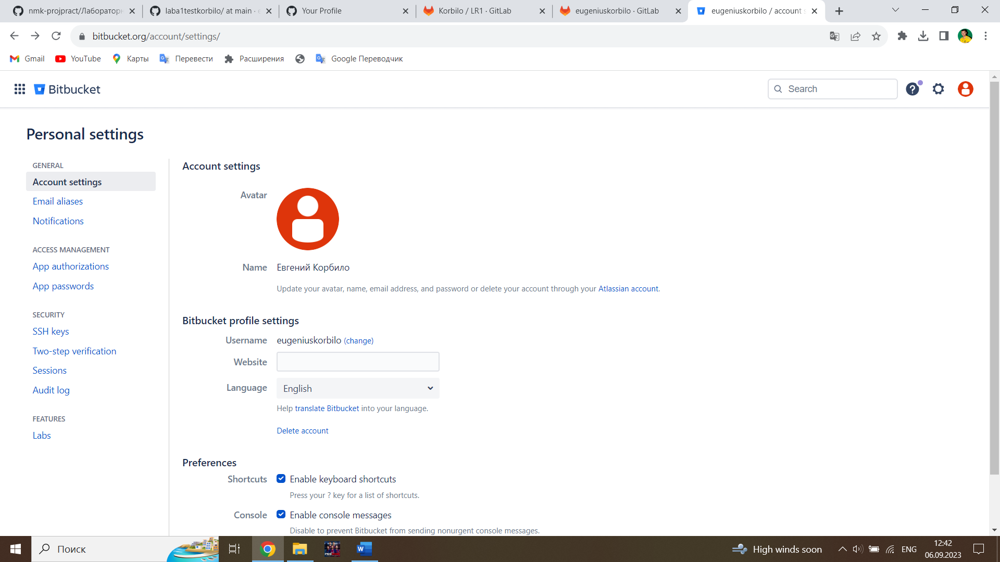 nmk-projpract/Лаборатор
laba1testkorbilo/ at main ·
Your Profile
Korbilo / LR1 · GitLab
eugeniuskorbilo · GitLab
eugeniuskorbilo / account
bitbucket.org/account/settings/
Gmail
YouTube
Карты
Перевести
Расширения
Google Переводчик
Bitbucket
Search
Personal settings
GENERAL
Account settings
Email aliases
Notifications
ACCESS MANAGEMENT
App authorizations
App passwords
SECURITY
SSH keys
Two-step verification
Sessions
Audit log
FEATURES
Labs
Account settings
Avatar
Name Евгений Корбило
Update your avatar, name, email address, and password or delete your account through your Atlassian account.
Bitbucket profile settings
Username eugeniuskorbilo (change)
Website
Language English
Help translate Bitbucket into your language.
Delete account
Preferences
Shortcuts Enable keyboard shortcuts
Press your ? key for a list of shortcuts.
Console Enable console messages
Disable to prevent Bitbucket from sending nonurgent console messages.
Поиск
High winds soon
ENG
12:42
06.09.2023